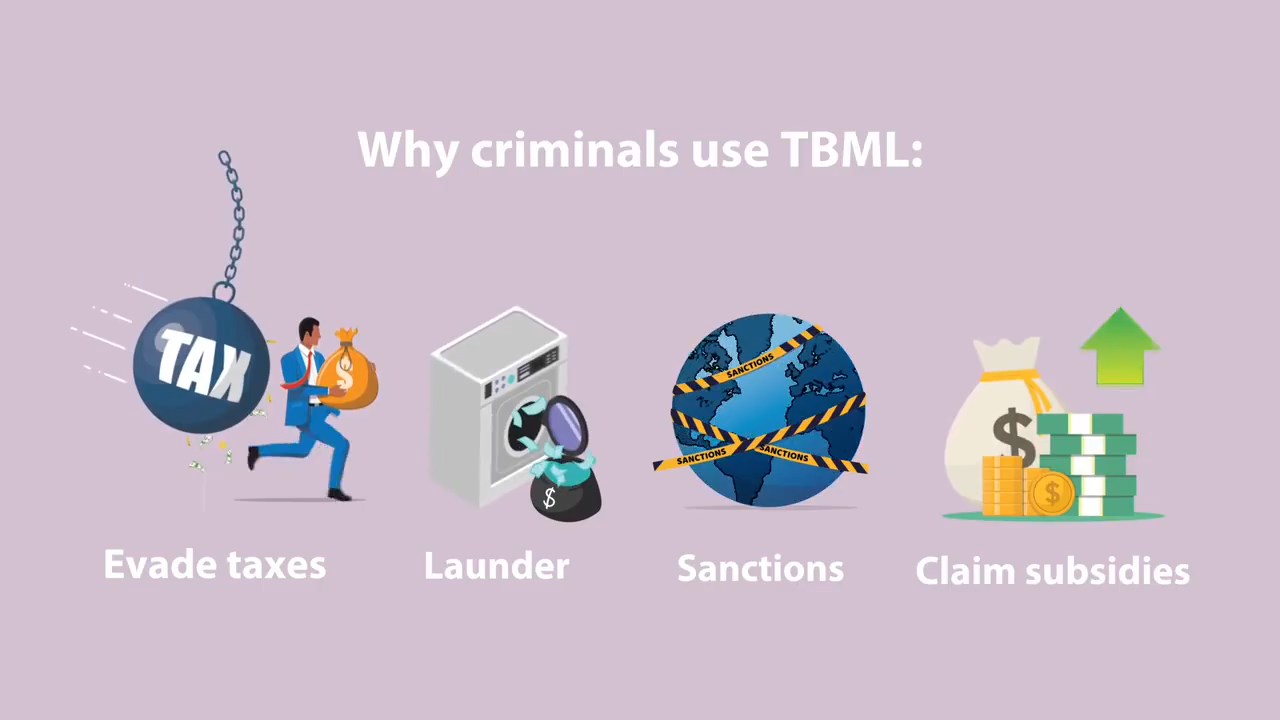 Why criminals use TBML:
TAX
$
SANCTIONS
SANCTIONS
SANCTIONS
$
$
$
Evade taxes
Launder
Sanctions
Claim subsidies